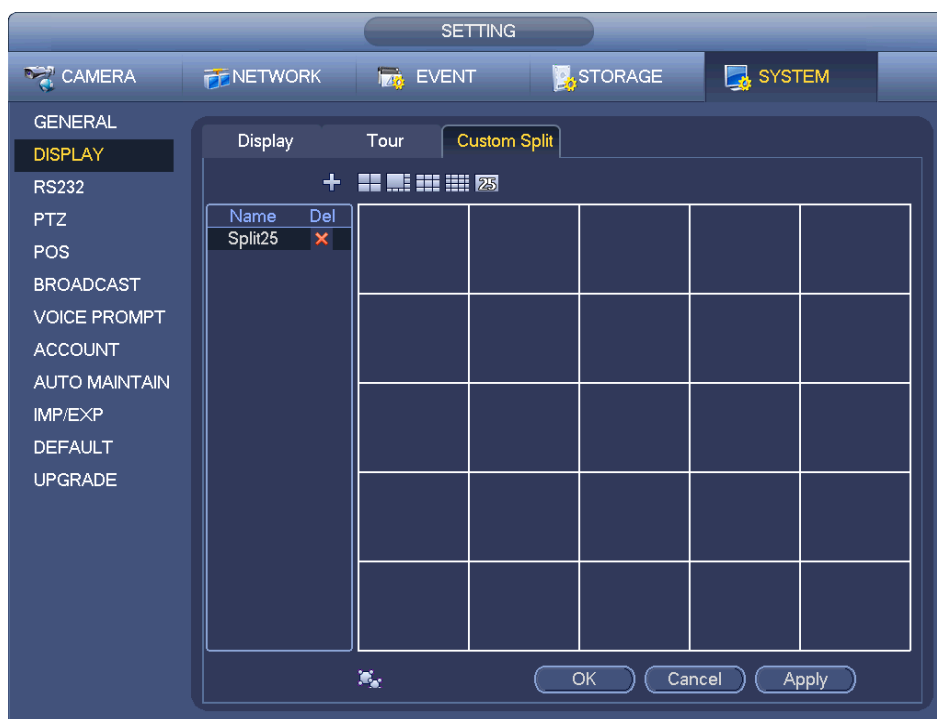 SETTING
CAMERA NETWORK EVENT STORAGE SYSTEM
GENERAL
DISPLAY
RS232
PTZ
POS
BROADCAST
VOICE PROMPT
ACCOUNT
AUTO MAINTAIN
IMP/EXP
DEFAULT
UPGRADE
Display Tour Custom Split
25
Name Del
Split25
OK Cancel Apply